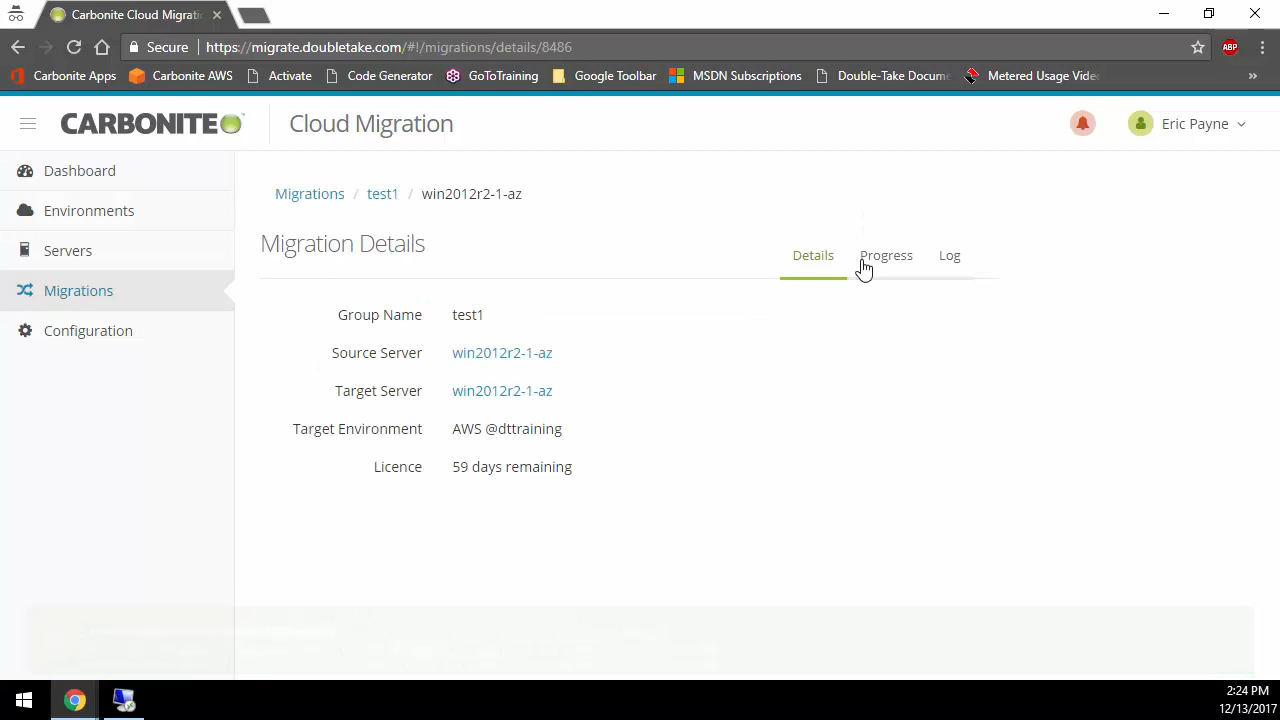 Carbonite Cloud Migrati
Secure https://migrate.doubletake.com/#!/migrations/details/8486
ABP
Carbonite Apps Carbonite AWS Activate Code Generator GoToTraining Google Toolbar MSDN Subscriptions Double-Take Docume Metered Usage Vide
CARBONITE Cloud Migration Eric Payne
Dashboard
Environments
Servers
Migrations
Configuration
Migrations / test1 / win2012r2-1-az
Migration Details
Details Progress Log
Group Name test1
Source Server win2012r2-1-az
Target Server win2012r2-1-az
Target Environment AWS @dttraining
Licence 59 days remaining
2:24 PM
12/13/2017